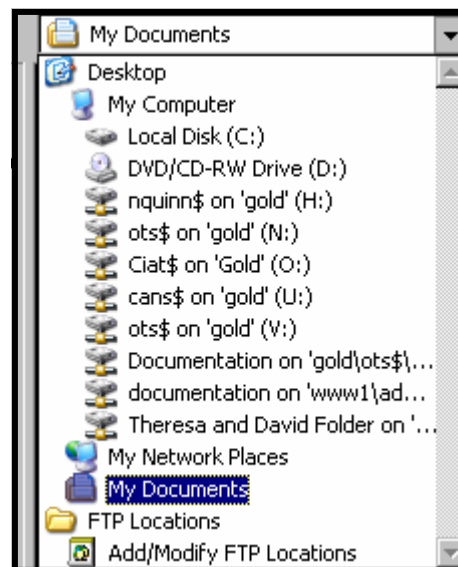 My Documents
Desktop
My Computer
Local Disk (C:)
DVD/CD-RW Drive (D:)
nquinn$ on 'gold' (H:)
ots$ on 'gold' (N:)
Ciat$ on 'Gold' (O:)
cans$ on 'gold' (U:)
ots$ on 'gold' (V:)
Documentation on 'gold\ots$\...
documentation on 'www1\ad...
Theresa and David Folder on '...
My Network Places
My Documents
FTP Locations
Add/Modify FTP Locations